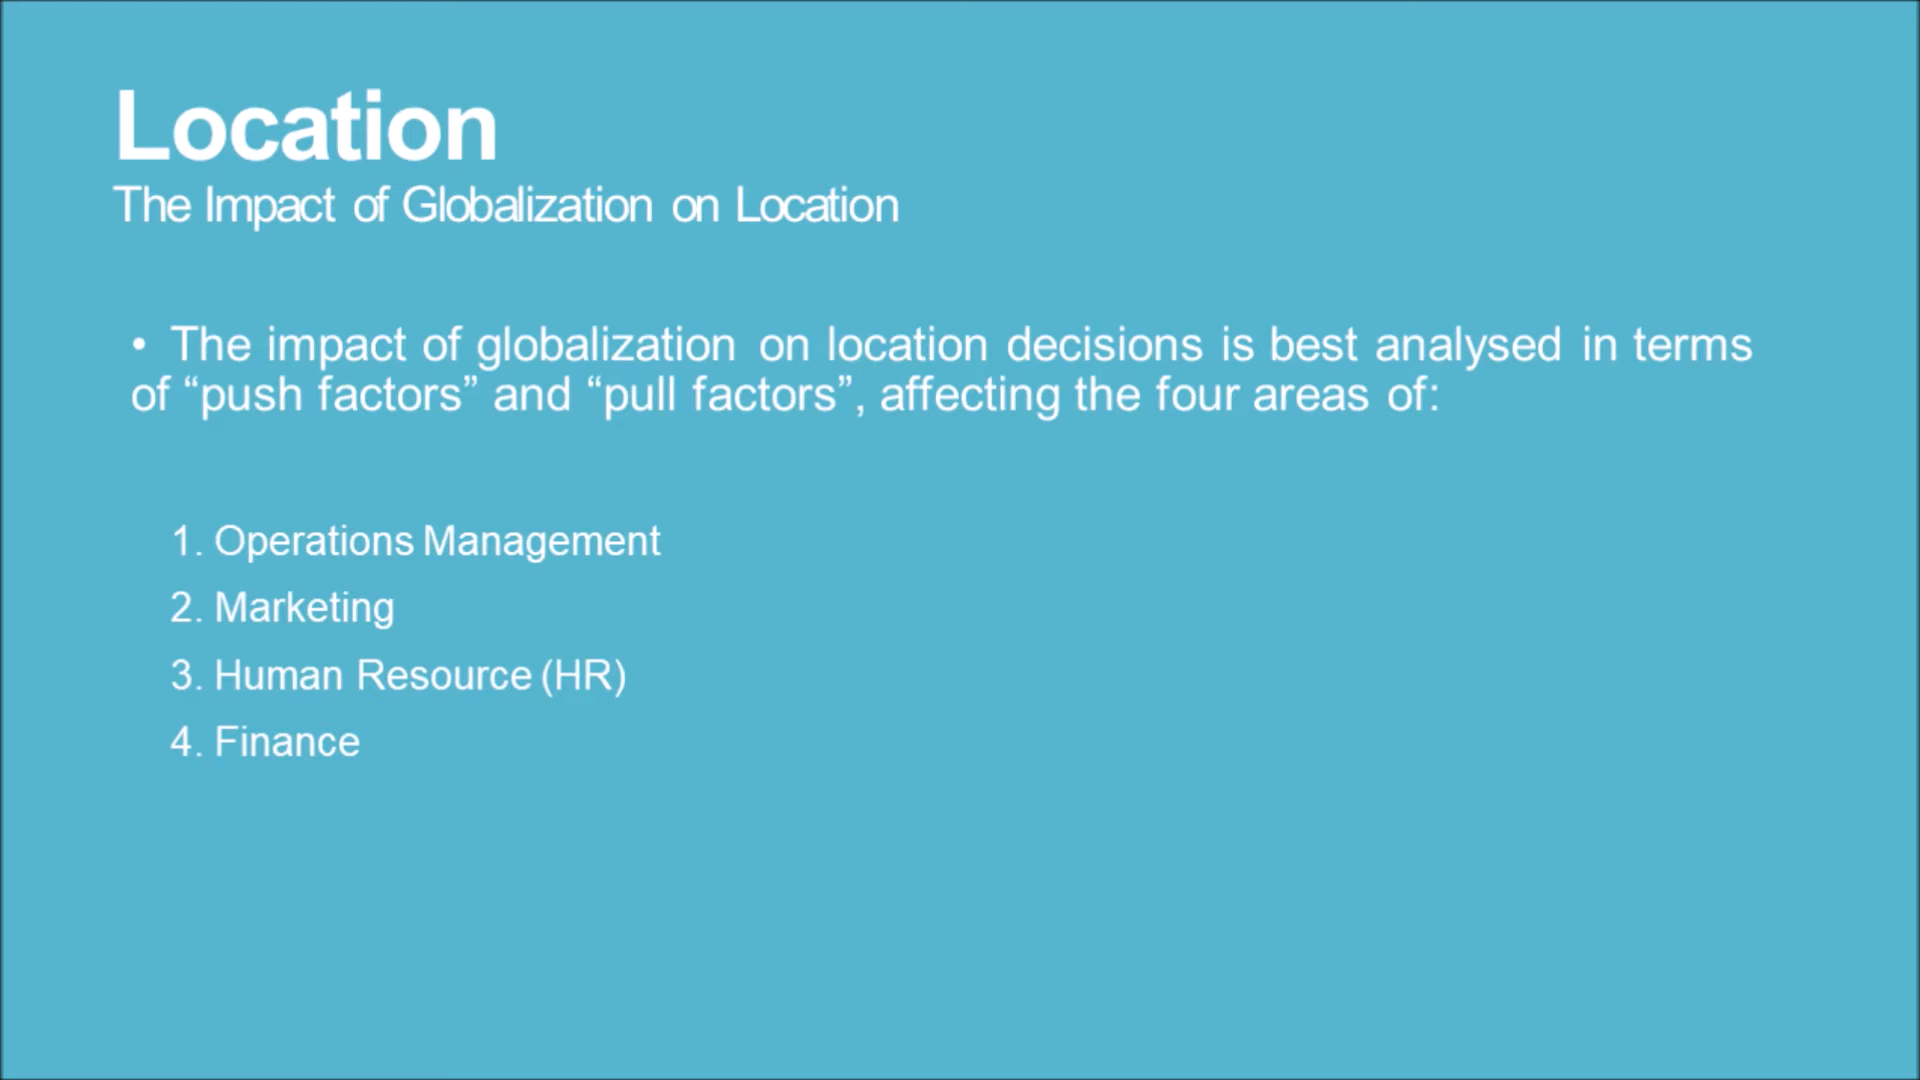 Location
The Impact of Globalization on Location
• The impact of globalization on location decisions is best analysed in terms
of “push factors” and “pull factors”, affecting the four areas of:
1. Operations Management
2. Marketing
3. Human Resource (HR)
4. Finance